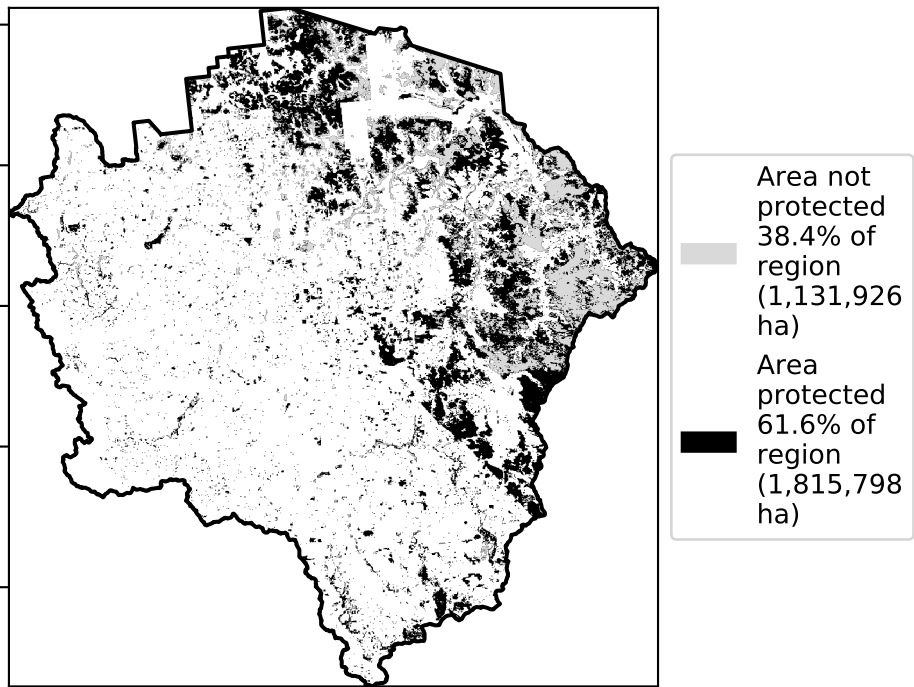 Area not
protected
38.4% of
region
(1,131,926
ha)
Area
protected
61.6% of
region
(1,815,798
ha)